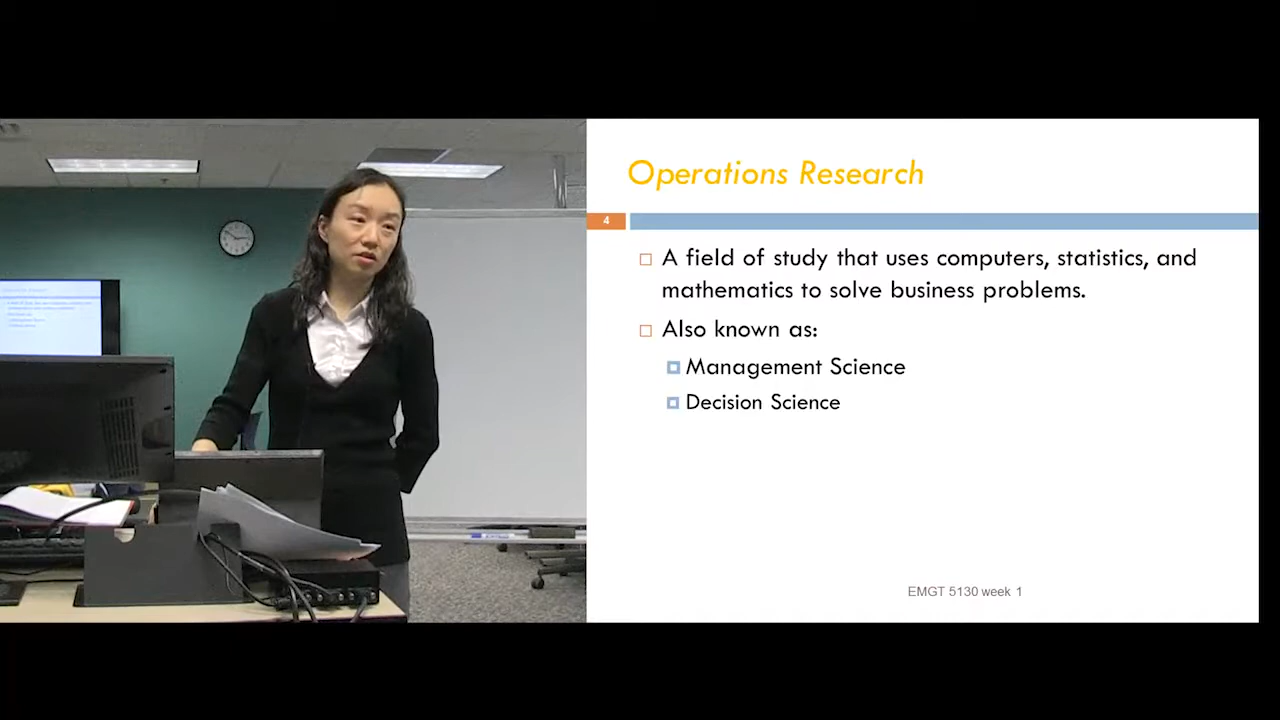 Operations Research
4
A field of study that uses computers, statistics, and
mathematics to solve business problems.
Also known as:
Management Science
Decision Science
EMGT 5130 week 1